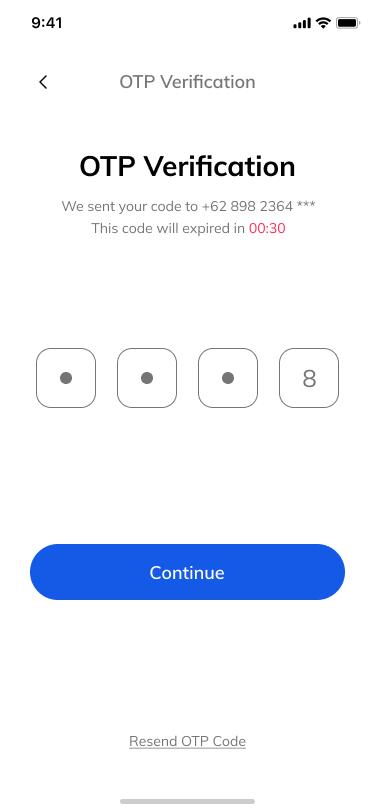 9:41
OTP Verification
OTP Verification
We sent your code to +62 898 2364 ***
This code will expired in 00:30
8
Continue
Resend OTP Code